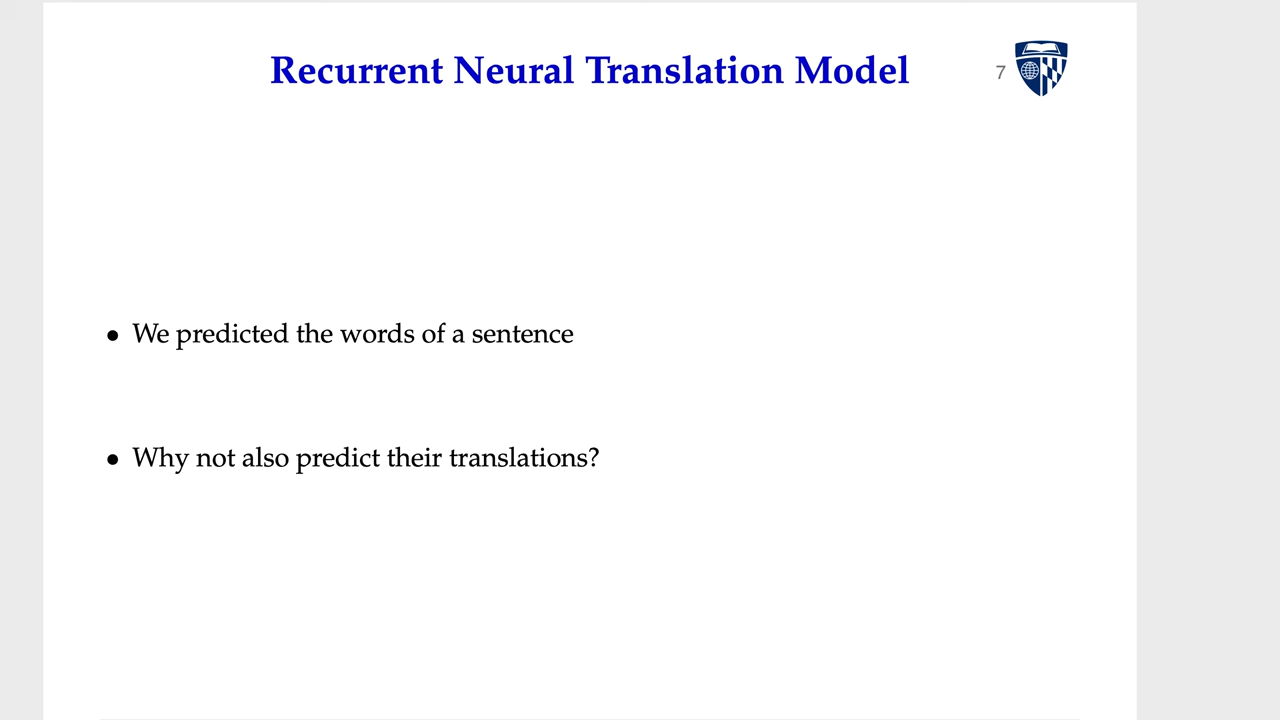 Recurrent Neural Translation Model
7
• We predicted the words of a sentence
• Why not also predict their translations?